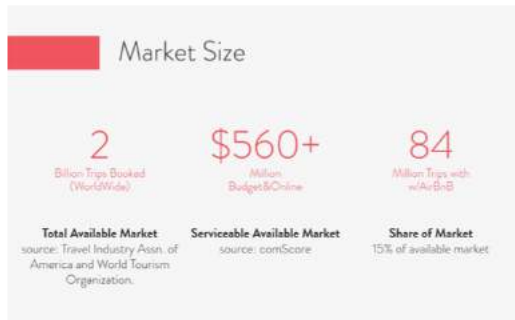 Market Size
2
Billion Trips Booked
(WorldWide)
Total Available Market
source: Travel Industry Assn. of
America and World Tourism
Organization.
$560+
Million
Budget&Online
Serviceable Available Market
source: comScore
84
Million Trips with
w/AirBnB
Share of Market
15% of available market